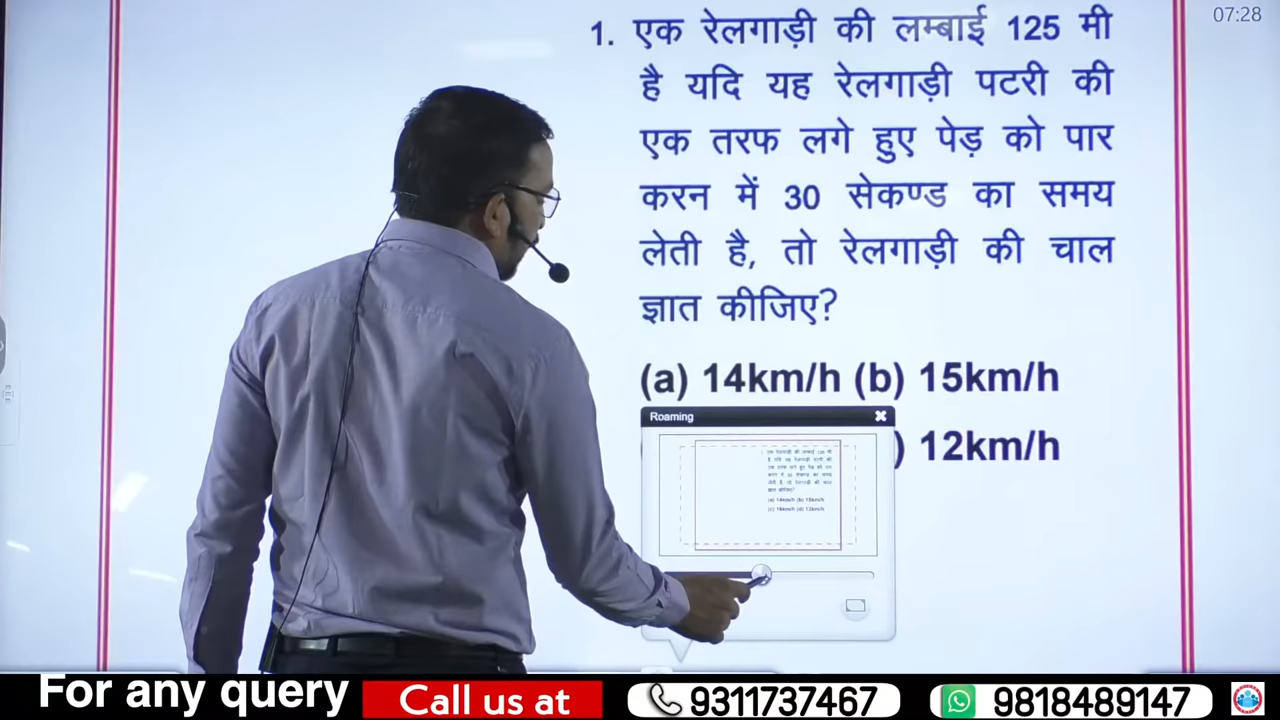 07:28
1. एक रेलगाड़ी की लम्बाई 125 मी
है यदि यह रेलगाड़ी पटरी की
एक तरफ लगे हुए पेड़ को पार
करन में 30 सेकण्ड का समय
लेती है, तो रेलगाड़ी की चाल
ज्ञात कीजिए?
(a) 14km/h (b) 15km/h
) 12km/h
Roaming
For any query
Call us at
9311737467
9818489147